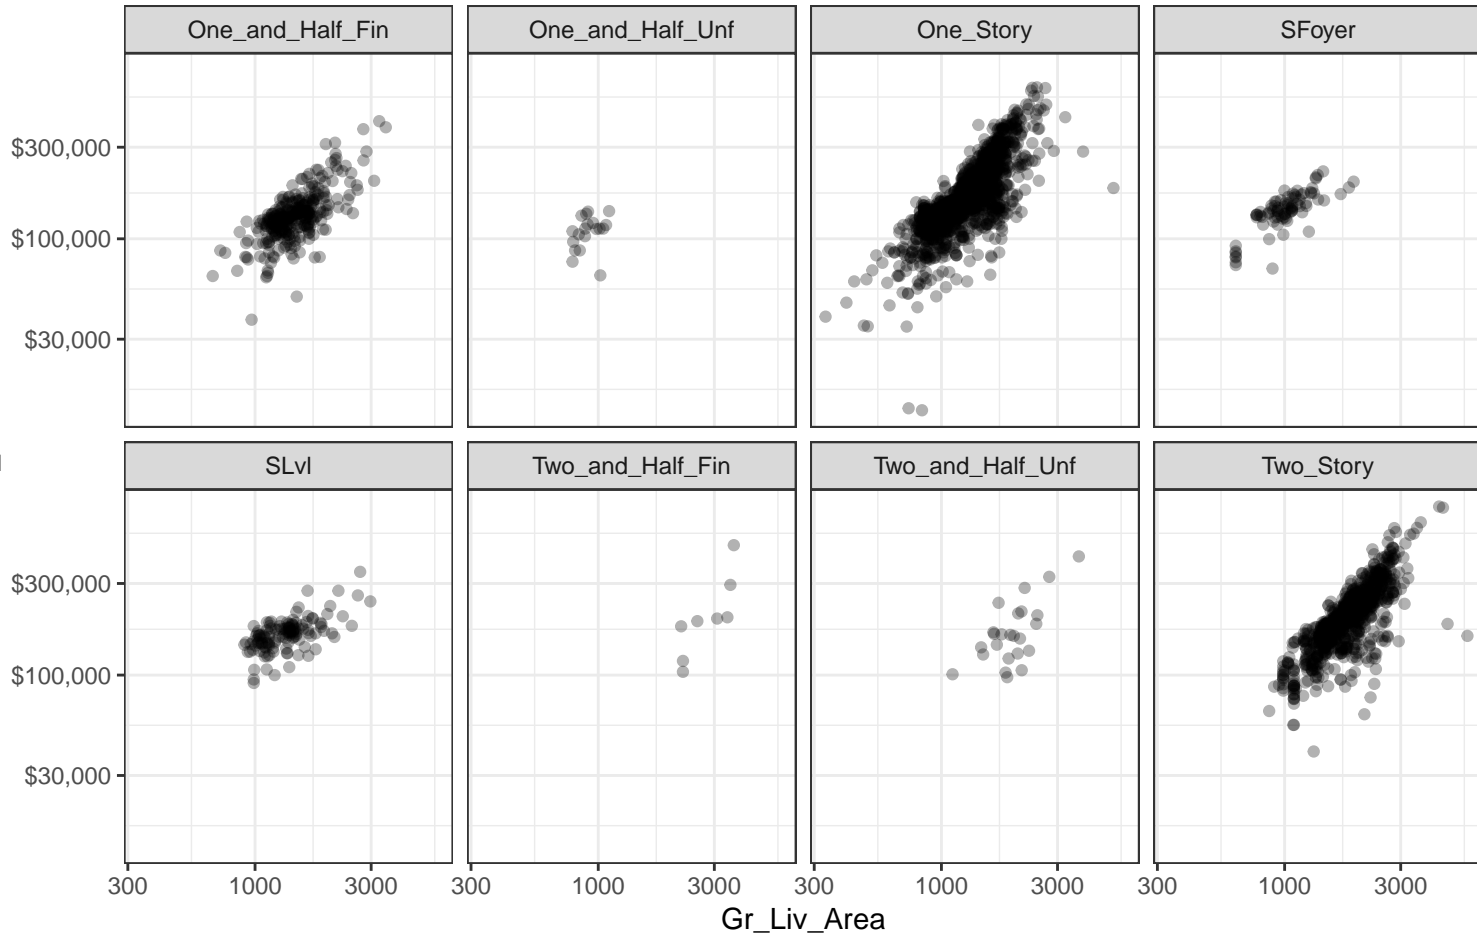 One_and_Half_Fin One_and_Half_Unf One_Story SFoyer
$300,000
$100,000
$30,000
SLvl Two_and_Half_Fin Two_and_Half_Unf Two_Story
$300,000
$100,000
$30,000
300 1000 3000 300 1000 3000 300 1000 3000 300 1000 3000
Gr_Liv_Area